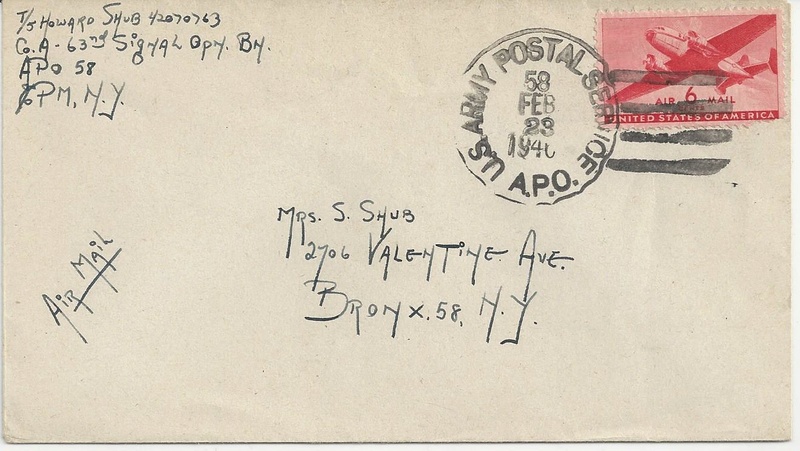 T/5 Howard Shub 42070763
Co. A - 63rd Signal Opn. Bn.
APO 58
℅ PM, N.Y.
U.S. ARMY POSTAL SERVICE
58
FEB
23
1946
A.P.O.
AIR 6 MAIL
UNITED STATES OF AMERICA
Mrs. S. Shub
2706 Valentine Ave.
Bronx. 58, N.Y.
Air Mail